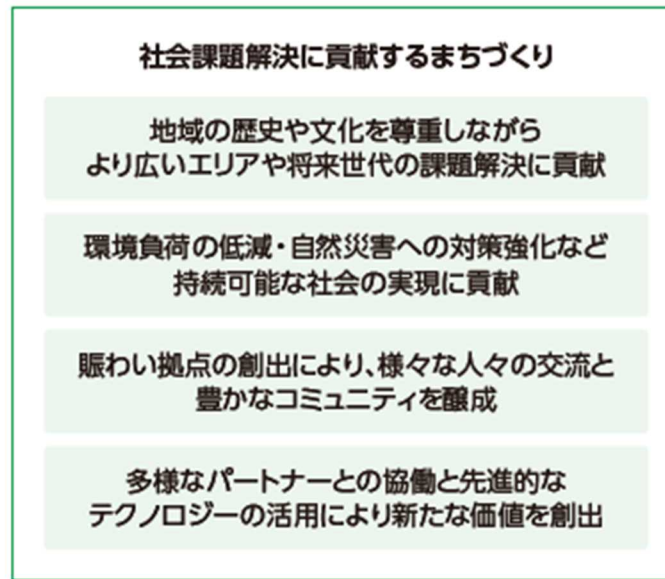 社会課題解決に貢献するまちづくり
地域の歴史や文化を尊重しながら
より広いエリアや将来世代の課題解決に貢献
環境負荷の低減・自然災害への対策強化など
持続可能な社会の実現に貢献
賑わい拠点の創出により、様々な人々の交流と
豊かなコミュニティを醸成
多様なパートナーとの協働と先進的な
テクノロジーの活用により新たな価値を創出